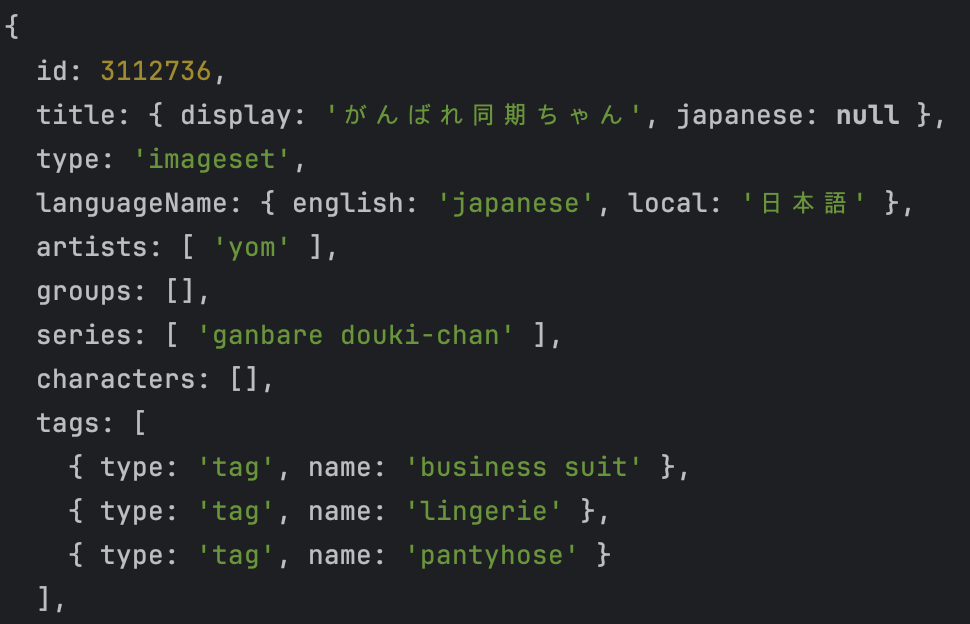 {
  id: 3112736,
  title: { display: 'がんばれ同期ちゃん', japanese: null },
  type: 'imageset',
  languageName: { english: 'japanese', local: '日本語' },
  artists: [ 'yom' ],
  groups: [],
  series: [ 'ganbare douki-chan' ],
  characters: [],
  tags: [
    { type: 'tag', name: 'business suit' },
    { type: 'tag', name: 'lingerie' },
    { type: 'tag', name: 'pantyhose' }
  ],